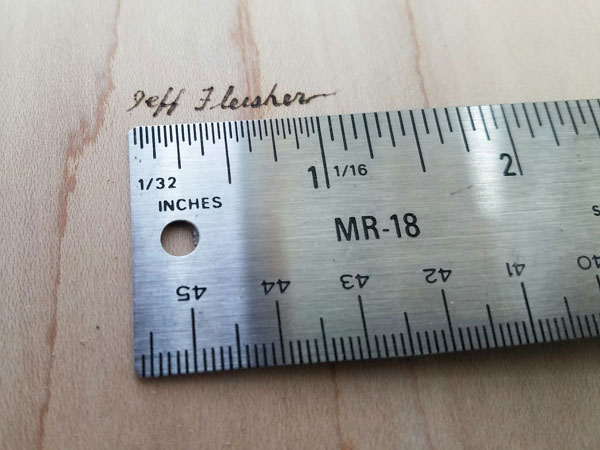 Jeff Fleisher
1 1/16 2
1/32
INCHES
MR-18
45 44 43 42 41 40